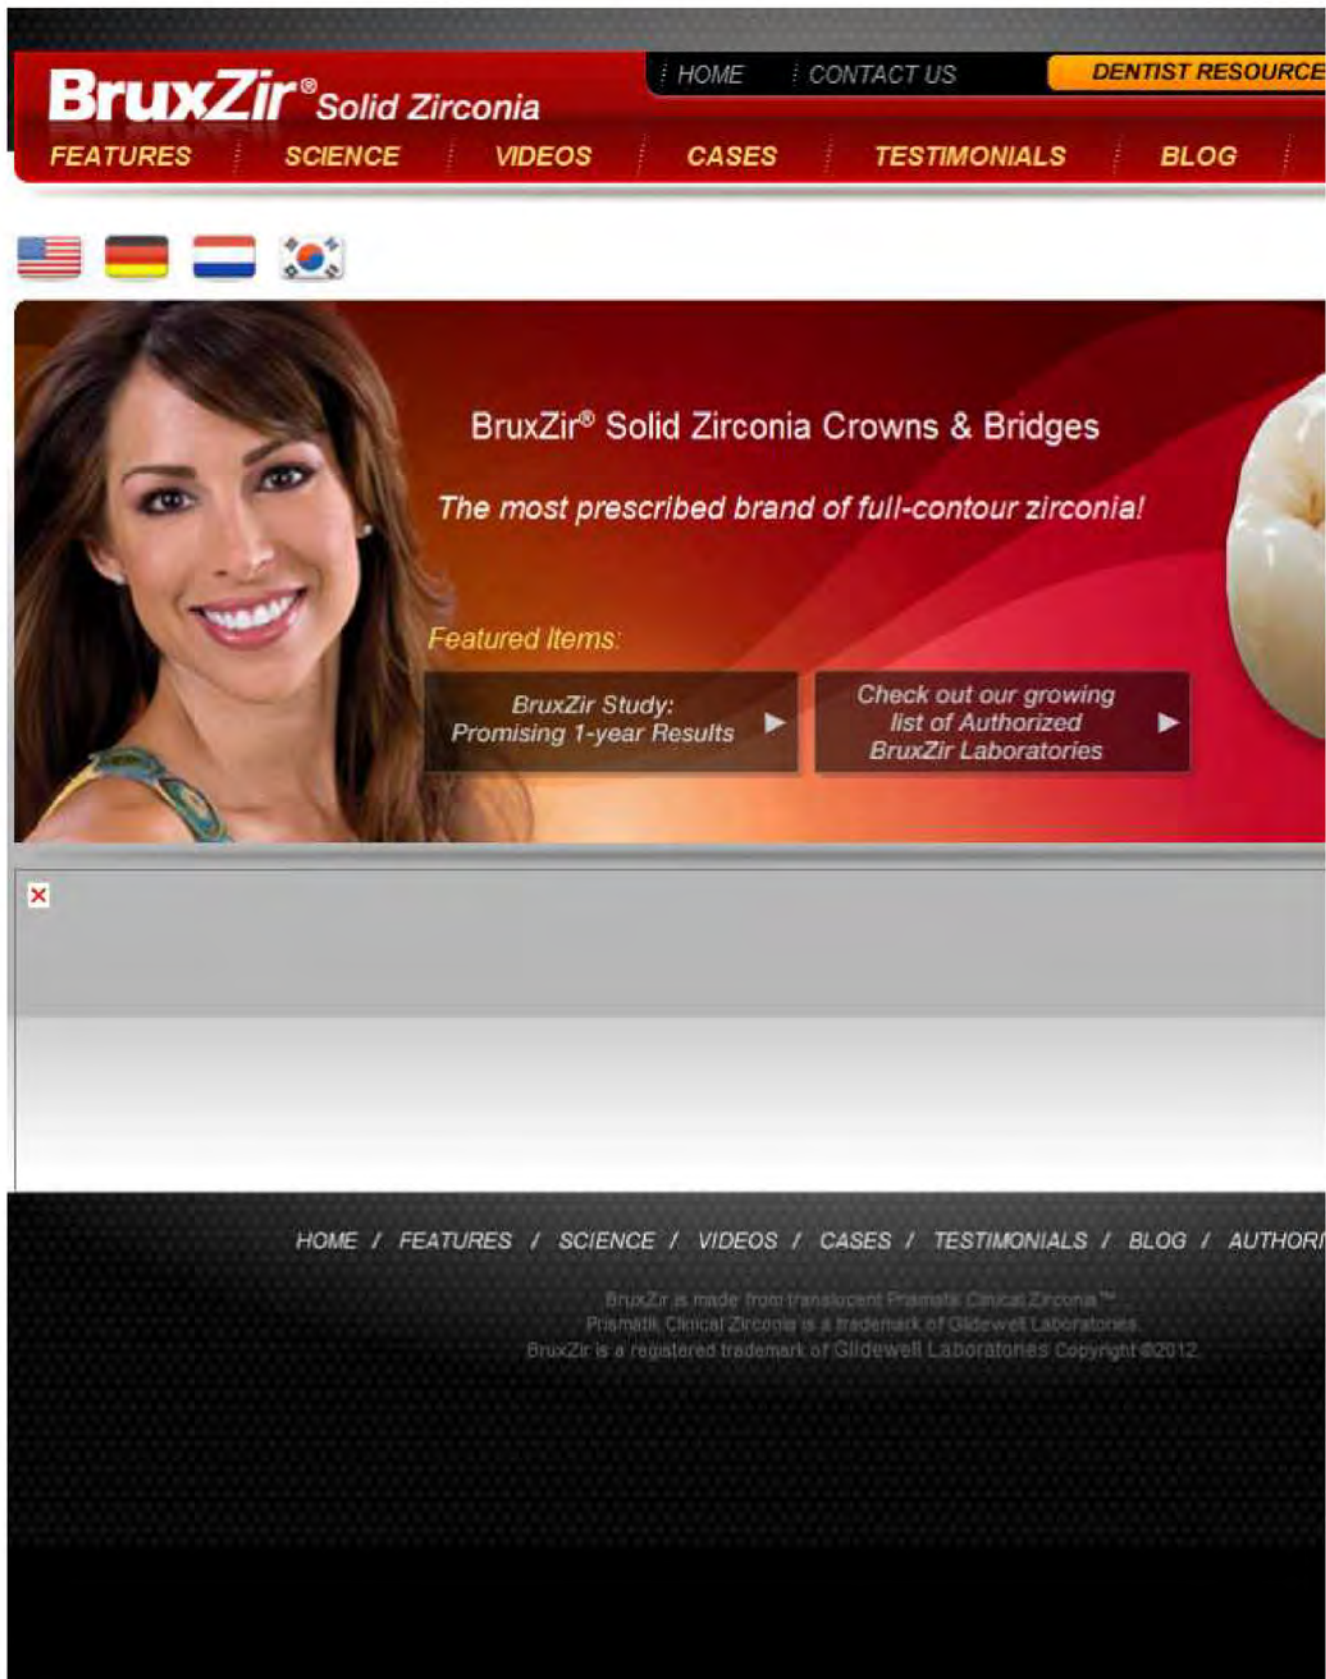 BruxZir® Solid Zirconia
HOME
CONTACT US
DENTIST RESOURCE
FEATURES
SCIENCE
VIDEOS
CASES
TESTIMONIALS
BLOG
BruxZir® Solid Zirconia Crowns & Bridges
The most prescribed brand of full-contour zirconia!
Featured Items:
BruxZir Study:
Promising 1-year Results
Check out our growing
list of Authorized
BruxZir Laboratories
HOME / FEATURES / SCIENCE / VIDEOS / CASES / TESTIMONIALS / BLOG / AUTHORI
BruxZir is made from translucent Prismatik Clinical Zirconia™
Prismatik Clinical Zirconia is a trademark of Glidewell Laboratories.
BruxZir is a registered trademark of Glidewell Laboratories Copyright ©2012